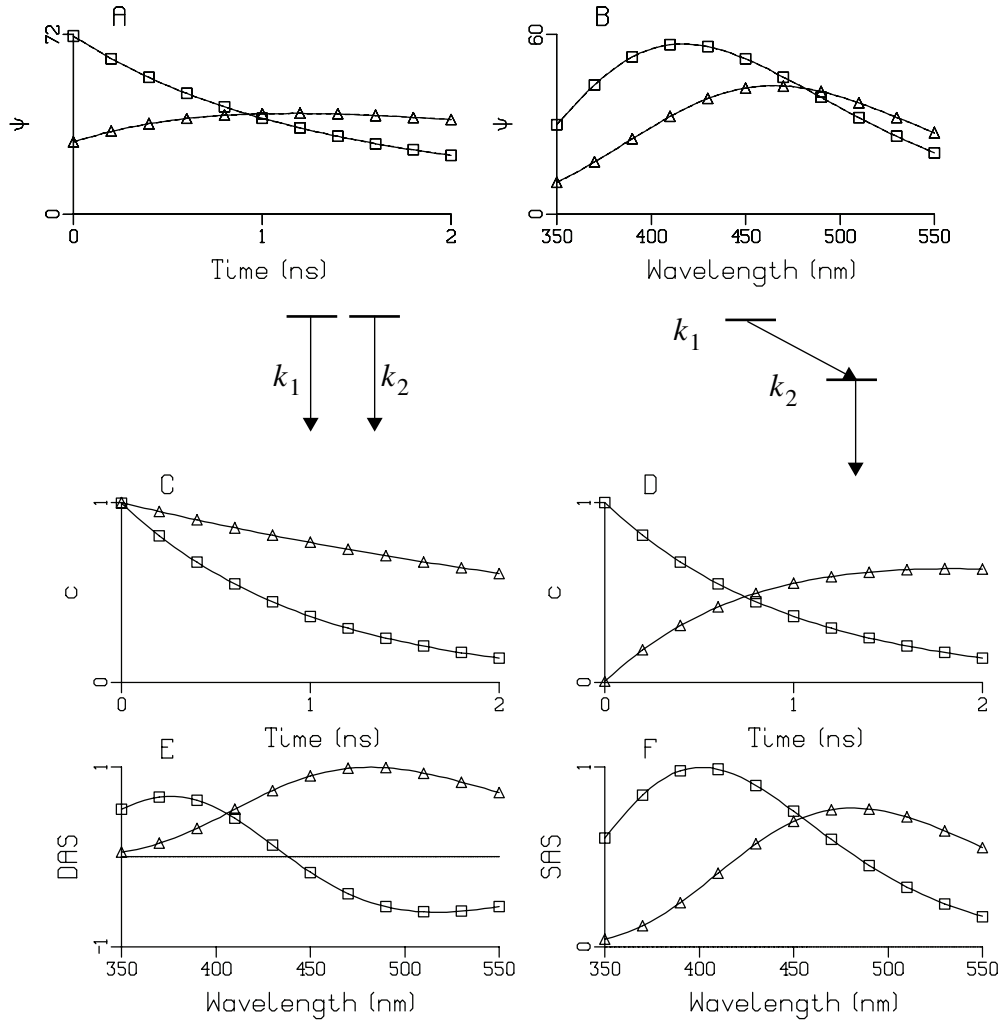 A
72
0
ψ
0 1 2
Time (ns)
B
60
0
ψ
350 400 450 500 550
Wavelength (nm)
k1 k2
k1
k2
C
1
0
c
0 1 2
Time (ns)
D
1
0
c
0 1 2
Time (ns)
E
1
-1
DAS
350 400 450 500 550
Wavelength (nm)
F
1
0
SAS
350 400 450 500 550
Wavelength (nm)